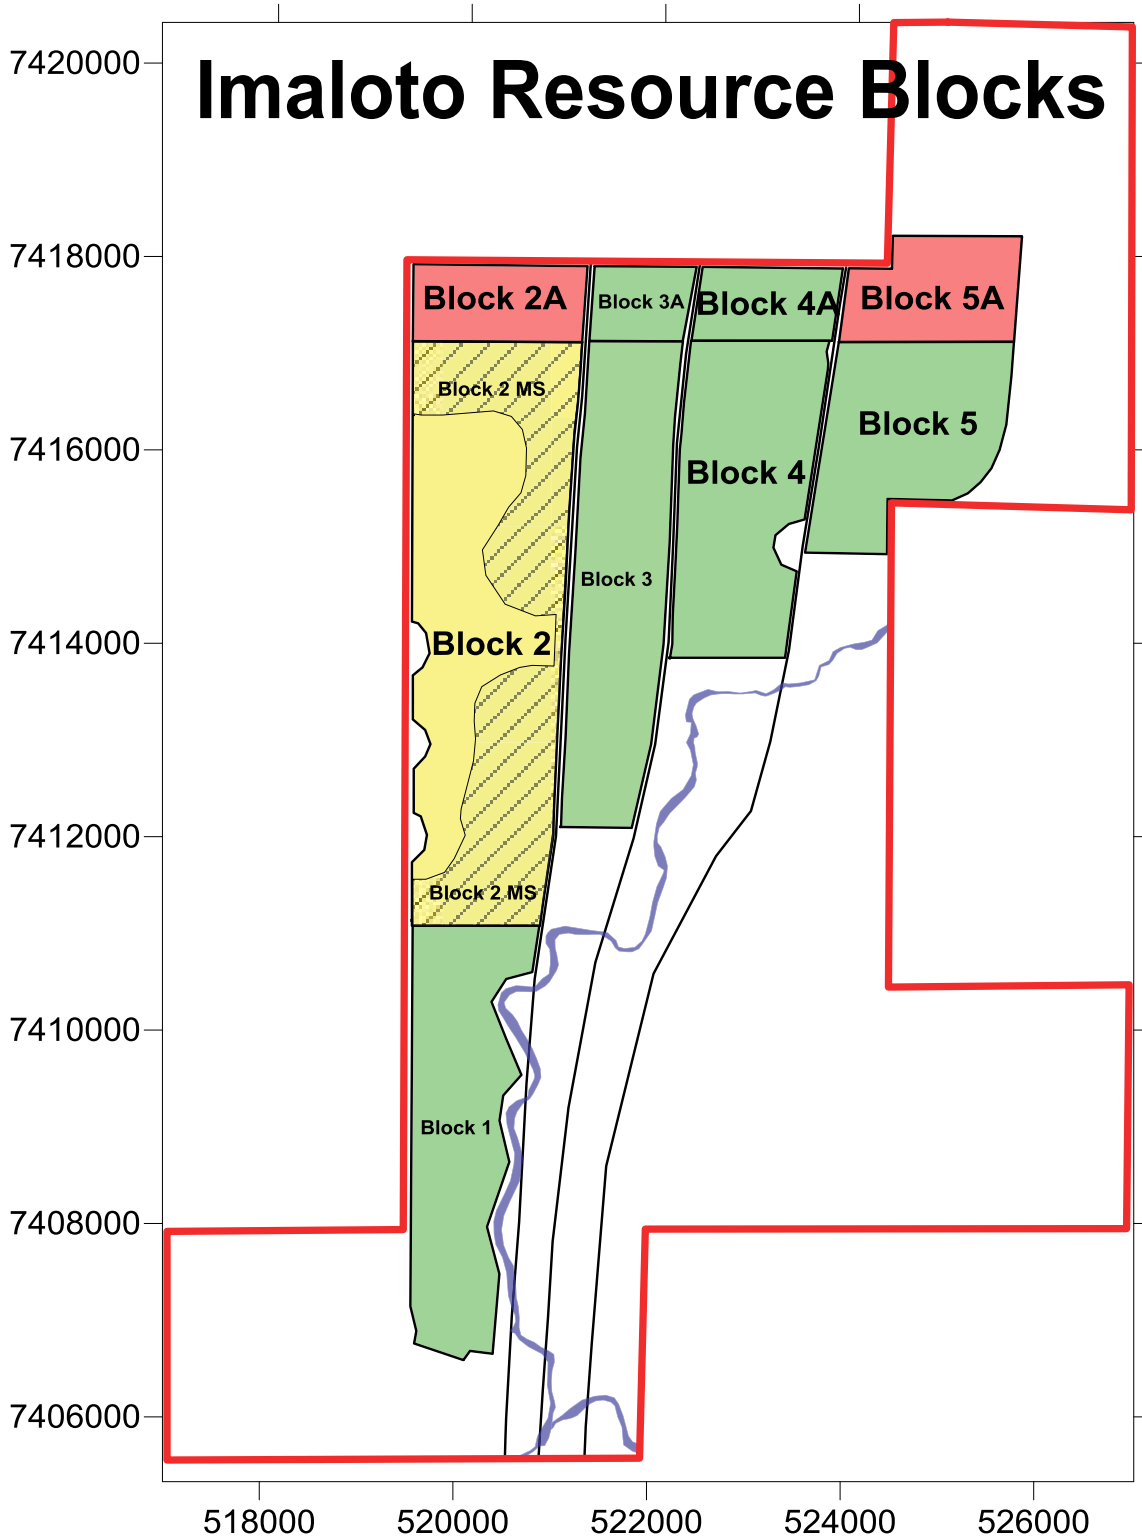 Imaloto Resource Blocks
7420000
7418000
7416000
7414000
7412000
7410000
7408000
7406000
Block 2A
Block 3A
Block 4A
Block 5A
Block 2 MS
Block 5
Block 4
Block 3
Block 2
Block 2 MS
Block 1
518000
520000
522000
524000
526000